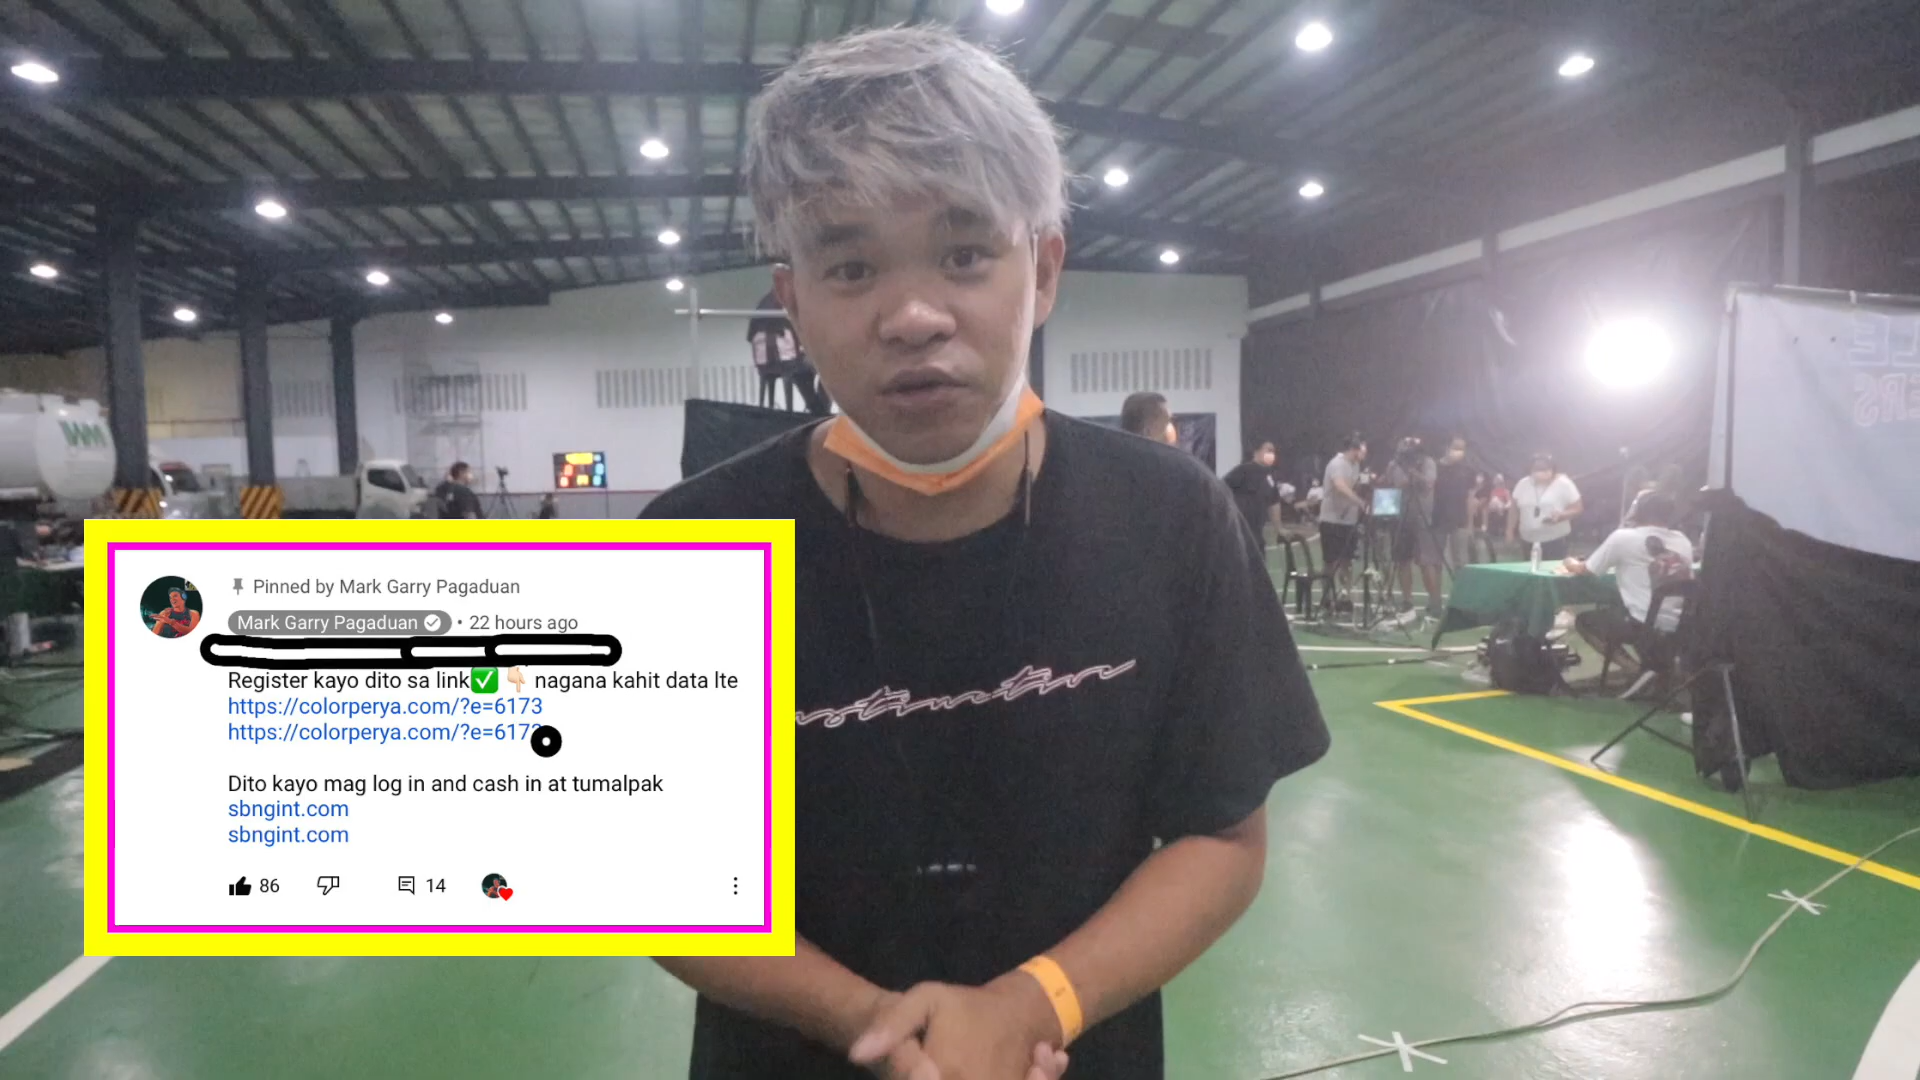 Pinned by Mark Garry Pagaduan
Mark Garry Pagaduan • 22 hours ago
Register kayo dito sa link✅👇🏻 nagana kahit data lte
https://colorperya.com/?e=6173
https://colorperya.com/?e=617
Dito kayo mag log in and cash in at tumalpak
sbngint.com
sbngint.com
86 14